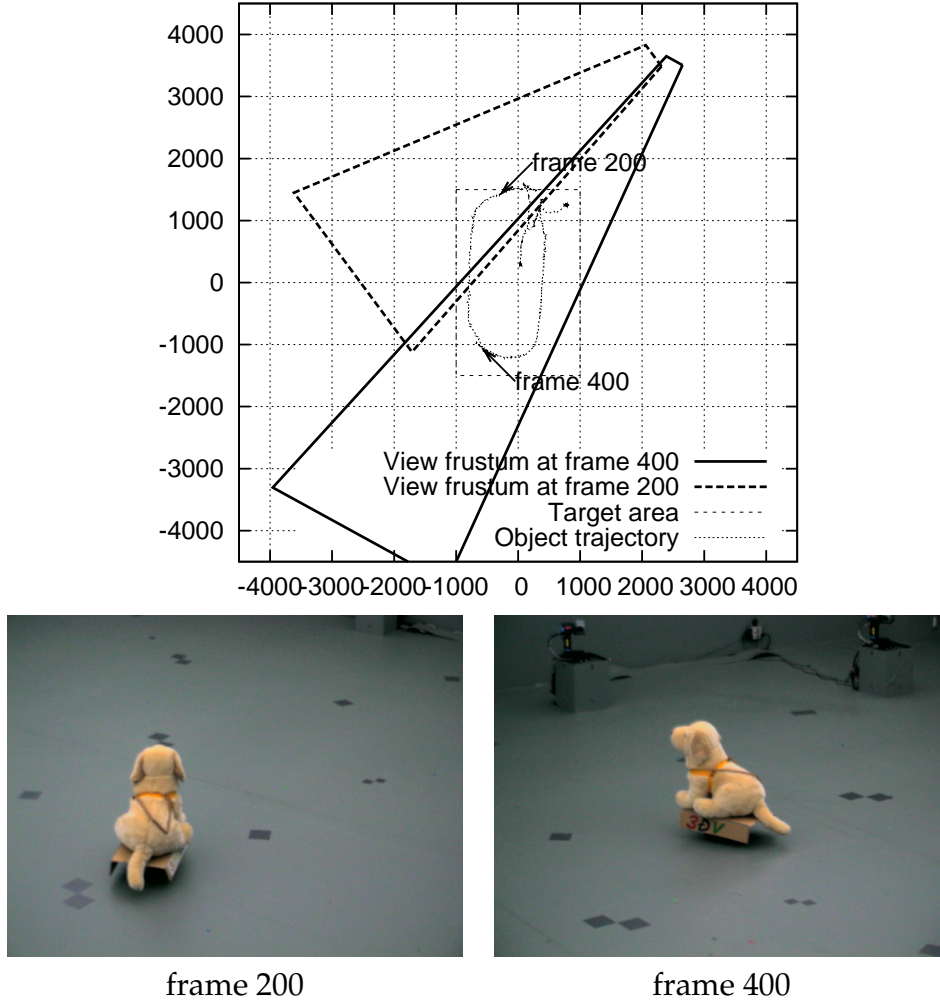 4000
3000
2000
1000
0
-1000
-2000
-3000
-4000
frame 200
frame 400
View frustum at frame 400
View frustum at frame 200
Target area
Object trajectory
-4000-3000-2000-1000 0 1000 2000 3000 4000
3DV
frame 200 frame 400